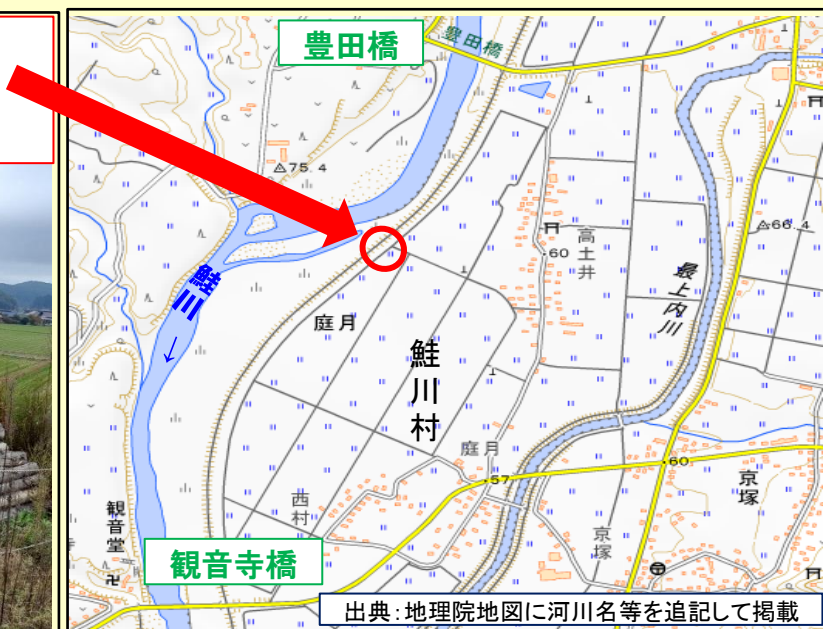 豊田橋
豊田橋
75.4
鮭川
←
庭月
鮭
川
村
高
土
井
60
最
上
内
川
66.4
庭月
57
60
西
村
京
塚
京
塚
観
音
堂
卍
観音寺橋
出典：地理院地図に河川名等を追記して掲載